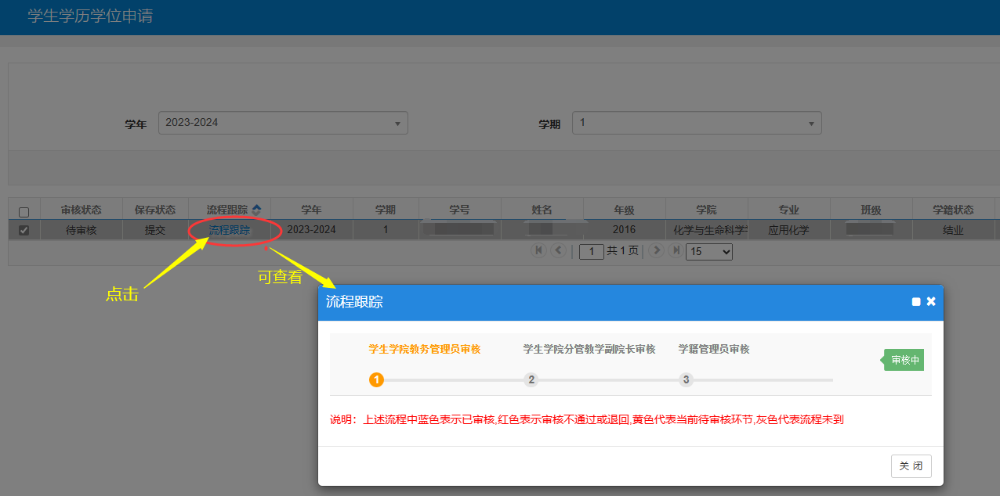 学生学历学位申请
学年 2023-2024 学期 1
审核状态 保存状态 流程跟踪 学年 学期 学号 姓名 年级 学院 专业 班级 学籍状态
待审核 提交 流程跟踪 2023-2024 1 2016 化学与生命科学 应用化学 结业
1 共 1 页 15
点击
可查看
流程跟踪
学生学院教务管理员审核 学生学院分管教学副院长审核 学籍管理员审核
审核中
1 2 3
说明：上述流程中蓝色表示已审核,红色表示审核不通过或退回,黄色代表当前待审核环节,灰色代表流程未到
关 闭